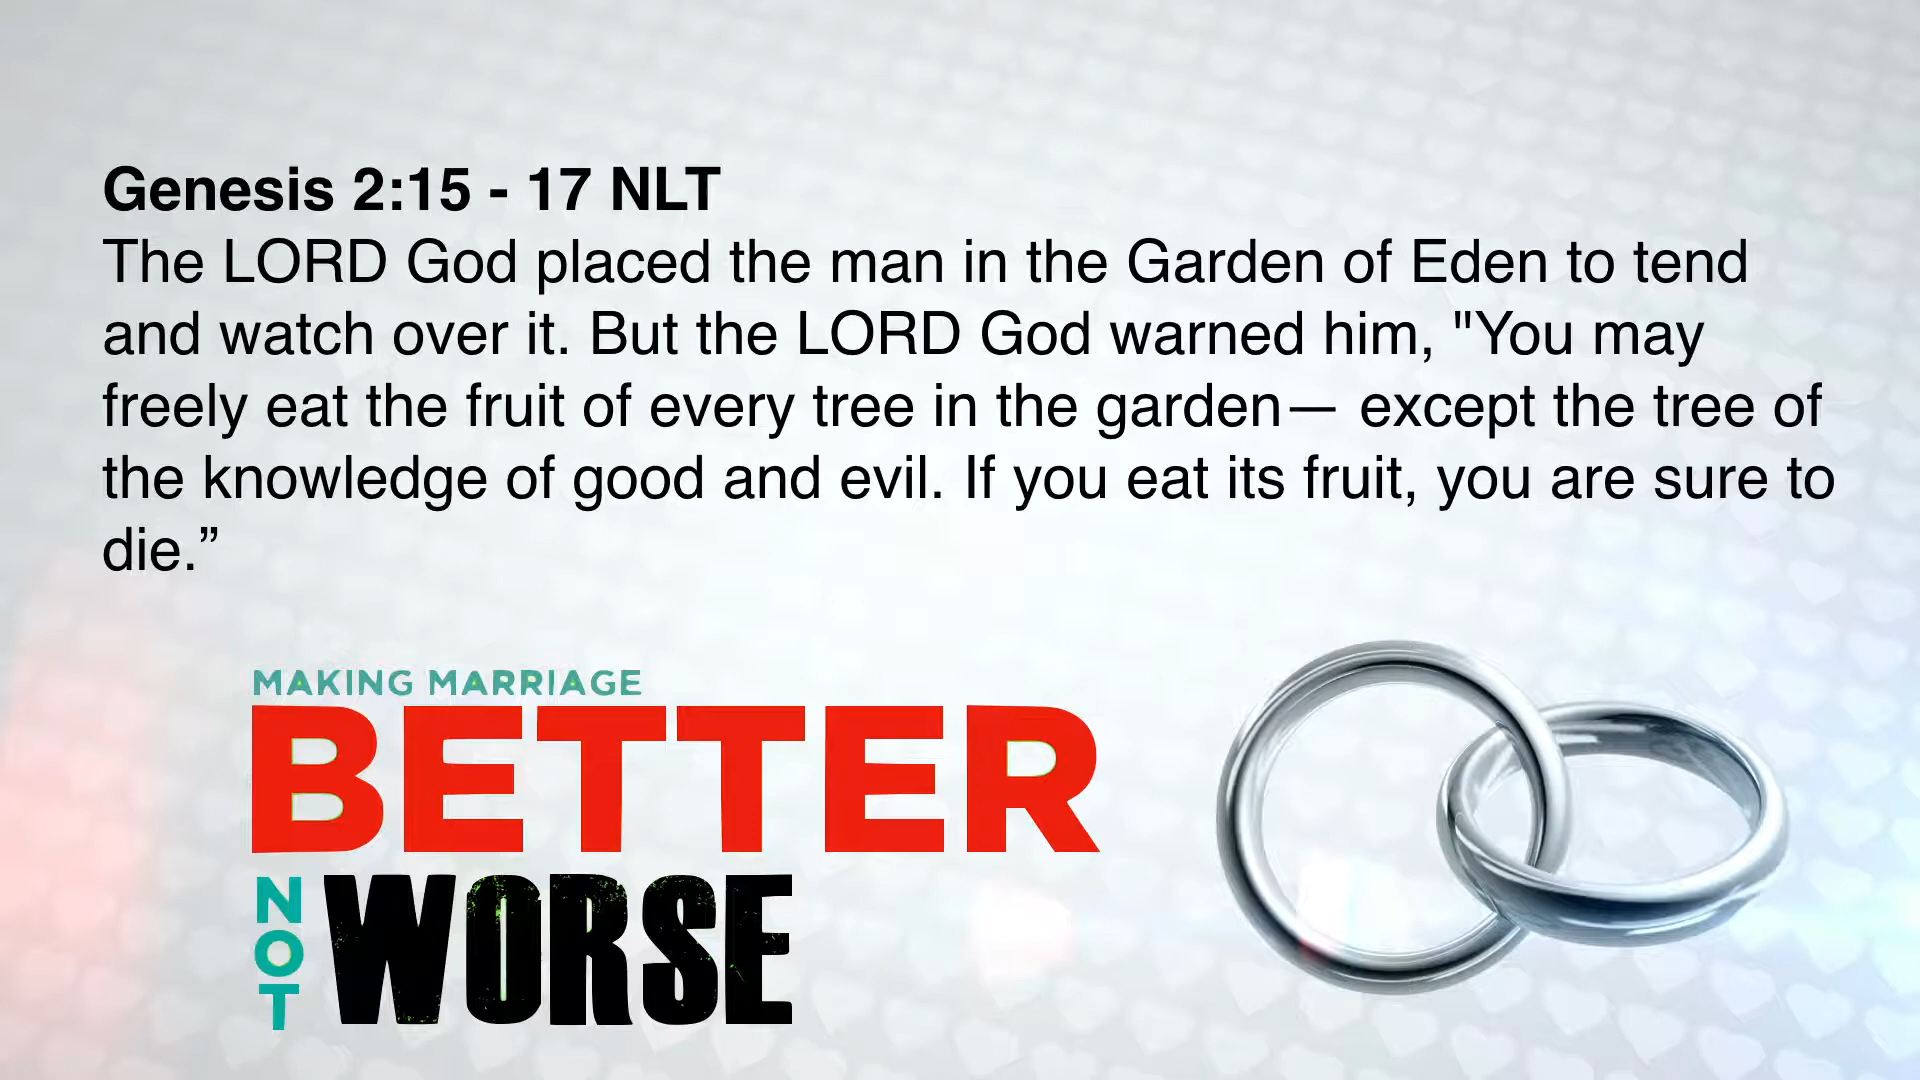 Genesis 2:15 - 17 NLT
The LORD God placed the man in the Garden of Eden to tend
and watch over it. But the LORD God warned him, "You may
freely eat the fruit of every tree in the garden— except the tree of
the knowledge of good and evil. If you eat its fruit, you are sure to
die.”
MAKING MARRIAGE
BETTER
NOT WORSE